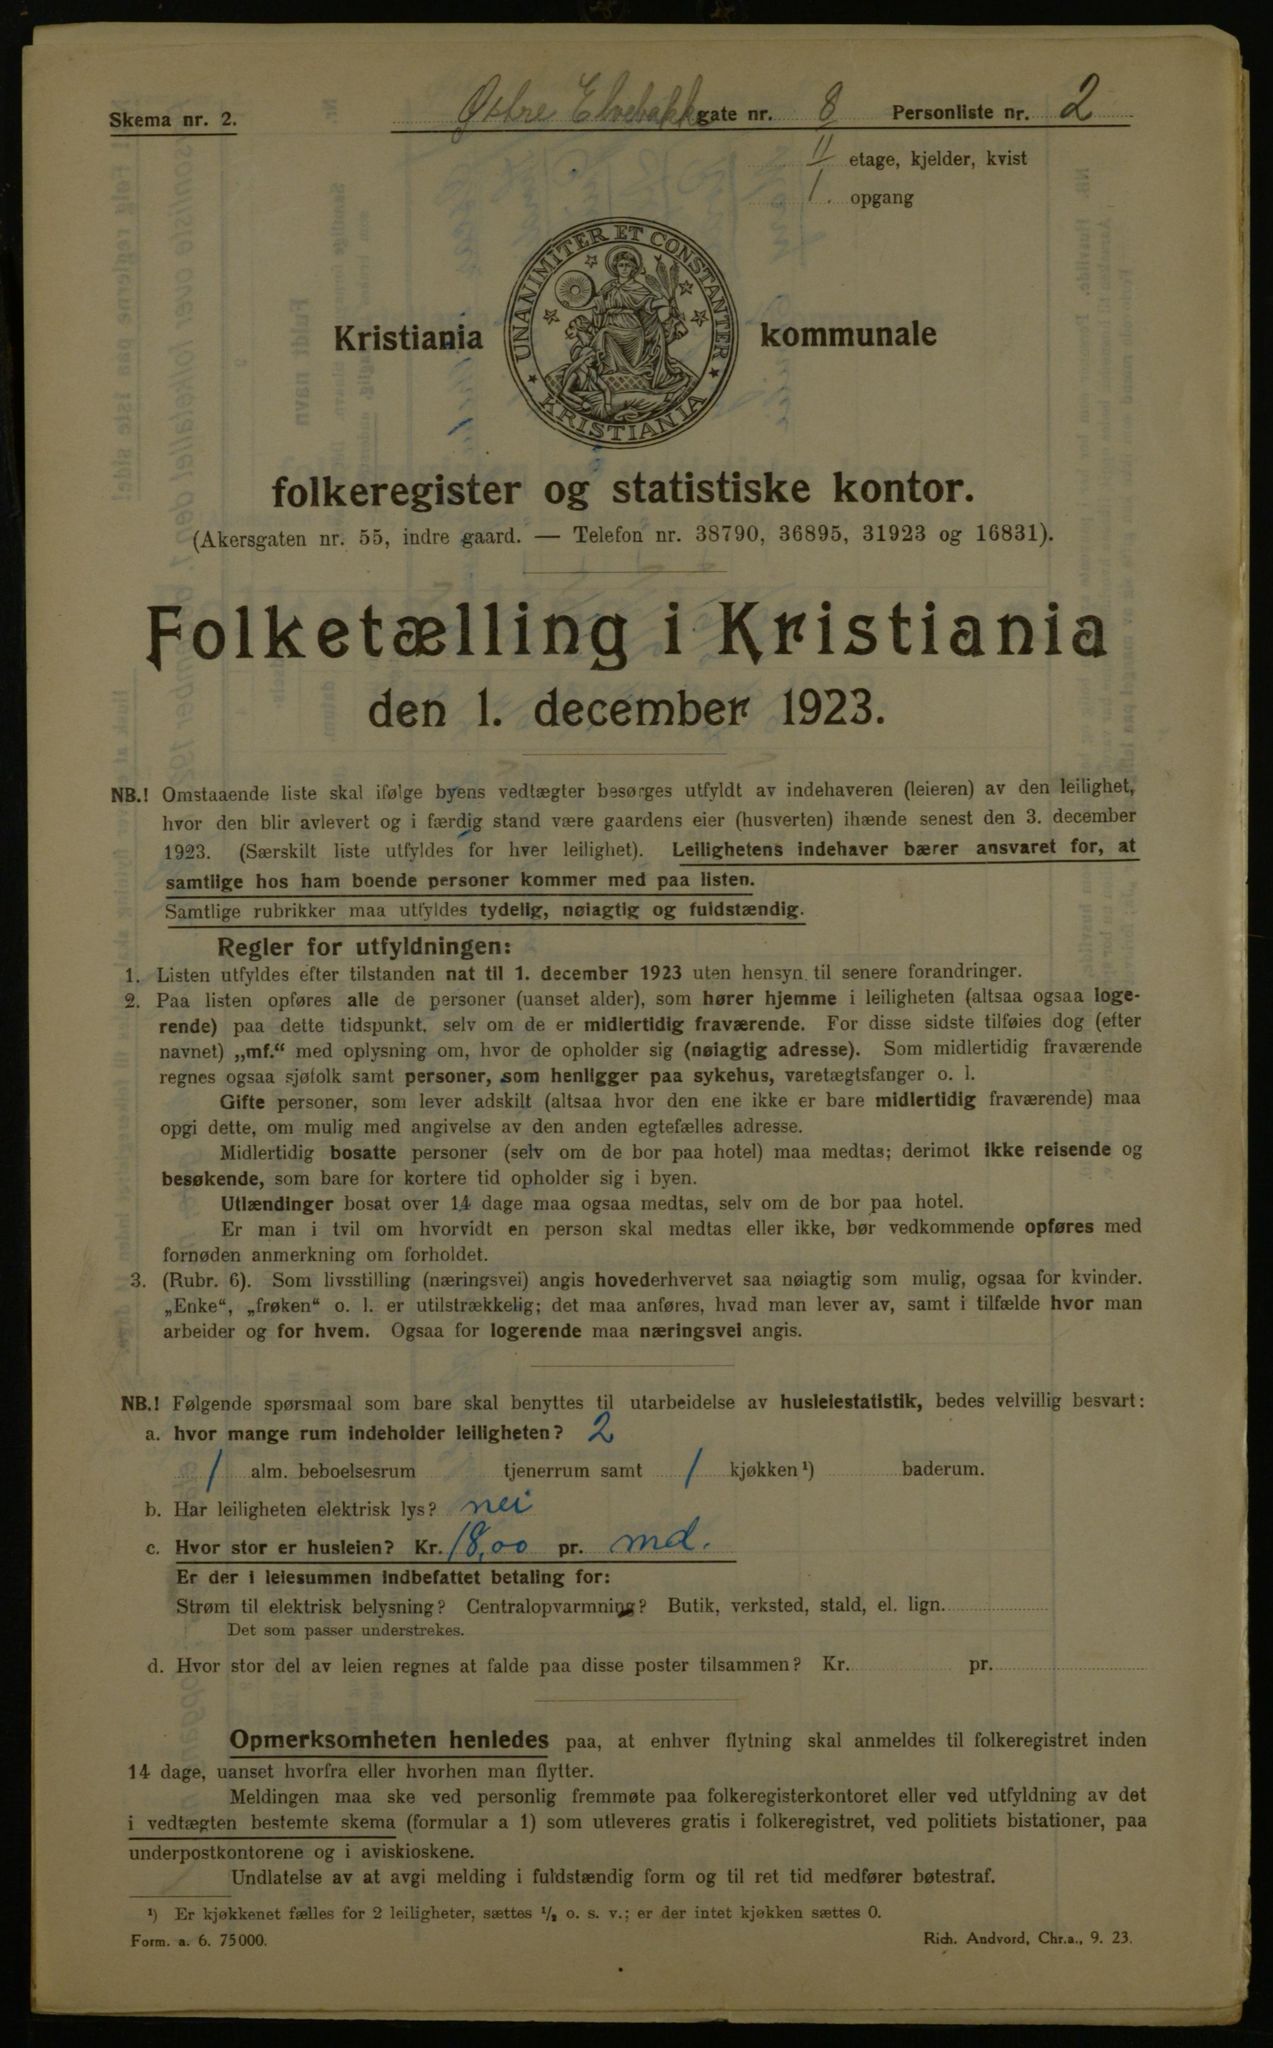 Skema nr. 2. Østre Elvebakkgate nr. 8 Personliste nr. 2
II etage, kjelder, kvist
1. opgang
UNANIMITER ET CONSTANTER
KRISTIANIA
Kristiania kommunale
folkeregister og statistiske kontor.
(Akersgaten nr. 55, indre gaard. — Telefon nr. 38790, 36895, 31923 og 16831).
Folketælling i Kristiania
den 1. december 1923.
NB.! Omstaaende liste skal ifølge byens vedtægter besørges utfyldt av indehaveren (leieren) av den leilighet,
hvor den blir avlevert og i færdig stand være gaardens eier (husverten) ihænde senest den 3. december
1923. (Særskilt liste utfyldes for hver leilighet). Leilighetens indehaver bærer ansvaret for, at
samtlige hos ham boende personer kommer med paa listen.
Samtlige rubrikker maa utfyldes tydelig, nøiagtig og fuldstændig.
Regler for utfyldningen:
1. Listen utfyldes efter tilstanden nat til 1. december 1923 uten hensyn til senere forandringer.
2. Paa listen opføres alle de personer (uanset alder), som hører hjemme i leiligheten (altsaa ogsaa loge-
rende) paa dette tidspunkt, selv om de er midlertidig fraværende. For disse sidste tilføies dog (efter
navnet) „mf.“ med oplysning om, hvor de opholder sig (nøiagtig adresse). Som midlertidig fraværende
regnes ogsaa sjøfolk samt personer, som henligger paa sykehus, varetægtsfanger o. l.
Gifte personer, som lever adskilt (altsaa hvor den ene ikke er bare midlertidig fraværende) maa
opgi dette, om mulig med angivelse av den anden egtefælles adresse.
Midlertidig bosatte personer (selv om de bor paa hotel) maa medtas; derimot ikke reisende og
besøkende, som bare for kortere tid opholder sig i byen.
Utlændinger bosat over 14 dage maa ogsaa medtas, selv om de bor paa hotel.
Er man i tvil om hvorvidt en person skal medtas eller ikke, bør vedkommende opføres med
fornøden anmerkning om forholdet.
3. (Rubr. 6). Som livsstilling (næringsvei) angis hovederhvervet saa nøiagtig som mulig, ogsaa for kvinder.
„Enke“, „frøken“ o. l. er utilstrækkelig; det maa anføres, hvad man lever av, samt i tilfælde hvor man
arbeider og for hvem. Ogsaa for logerende maa næringsvei angis.
NB.! Følgende spørsmaal som bare skal benyttes til utarbeidelse av husleiestatistik, bedes velvillig besvart:
a. hvor mange rum indeholder leiligheten? 2
1 alm. beboelsesrum tjenerrum samt 1 kjøkken ¹) baderum.
b. Har leiligheten elektrisk lys? nei
c. Hvor stor er husleien? Kr. 18,00 pr. md.
Er der i leiesummen indbefattet betaling for:
Strøm til elektrisk belysning? Centralopvarmning? Butik, verksted, stald, el. lign.
Det som passer understrekes.
d. Hvor stor del av leien regnes at falde paa disse poster tilsammen? Kr. pr.
Opmerksomheten henledes paa, at enhver flytning skal anmeldes til folkeregistret inden
14 dage, uanset hvorfra eller hvorhen man flytter.
Meldingen maa ske ved personlig fremmøte paa folkeregisterkontoret eller ved utfyldning av det
i vedtægten bestemte skema (formular a 1) som utleveres gratis i folkeregistret, ved politiets bistationer, paa
underpostkontorene og i aviskioskene.
Undlatelse av at avgi melding i fuldstændig form og til ret tid medfører bøtestraf.
¹) Er kjøkkenet fælles for 2 leiligheter, sættes ½ o. s. v.; er der intet kjøkken sættes 0.
Form. a. 6. 75000. Rich. Andvord, Chr.a., 9. 23.